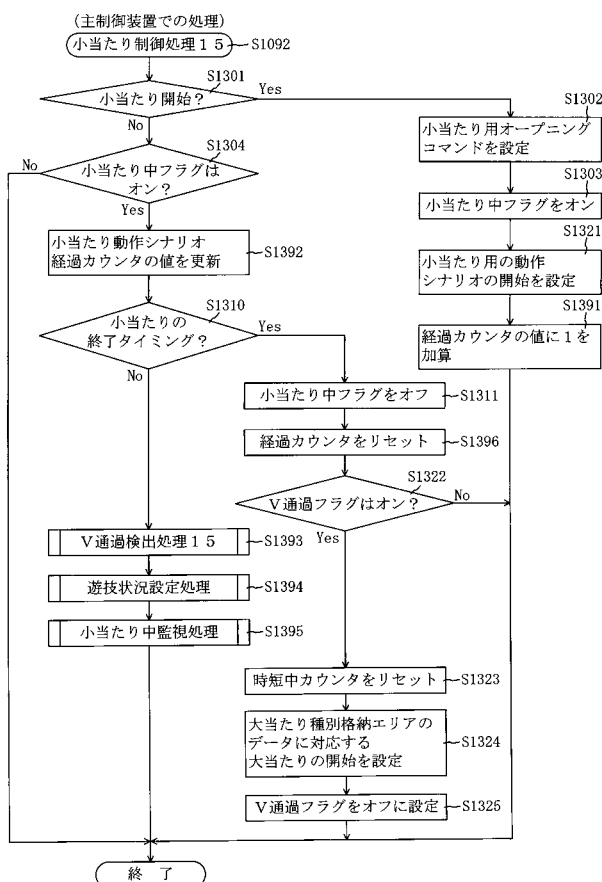 (主制御装置での処理)
小当たり制御処理１５
S1092
S1301
小当たり開始？
Yes
No
S1302
小当たり用オープニング
コマンドを設定
S1304
小当たり中フラグは
オン？
No
Yes
S1303
小当たり中フラグをオン
小当たり動作シナリオ
経過カウンタの値を更新
S1392
S1321
小当たり用の動作
シナリオの開始を設定
S1310
小当たりの
終了タイミング？
Yes
No
S1391
経過カウンタの値に１を
加算
小当たり中フラグをオフ
S1311
経過カウンタをリセット
S1396
S1322
Ｖ通過フラグはオン？
No
Yes
Ｖ通過検出処理１５
S1393
遊技状況設定処理
S1394
小当たり中監視処理
S1395
時短中カウンタをリセット
S1323
大当たり種別格納エリアの
データに対応する
大当たりの開始を設定
S1324
Ｖ通過フラグをオフに設定
S1325
終 了